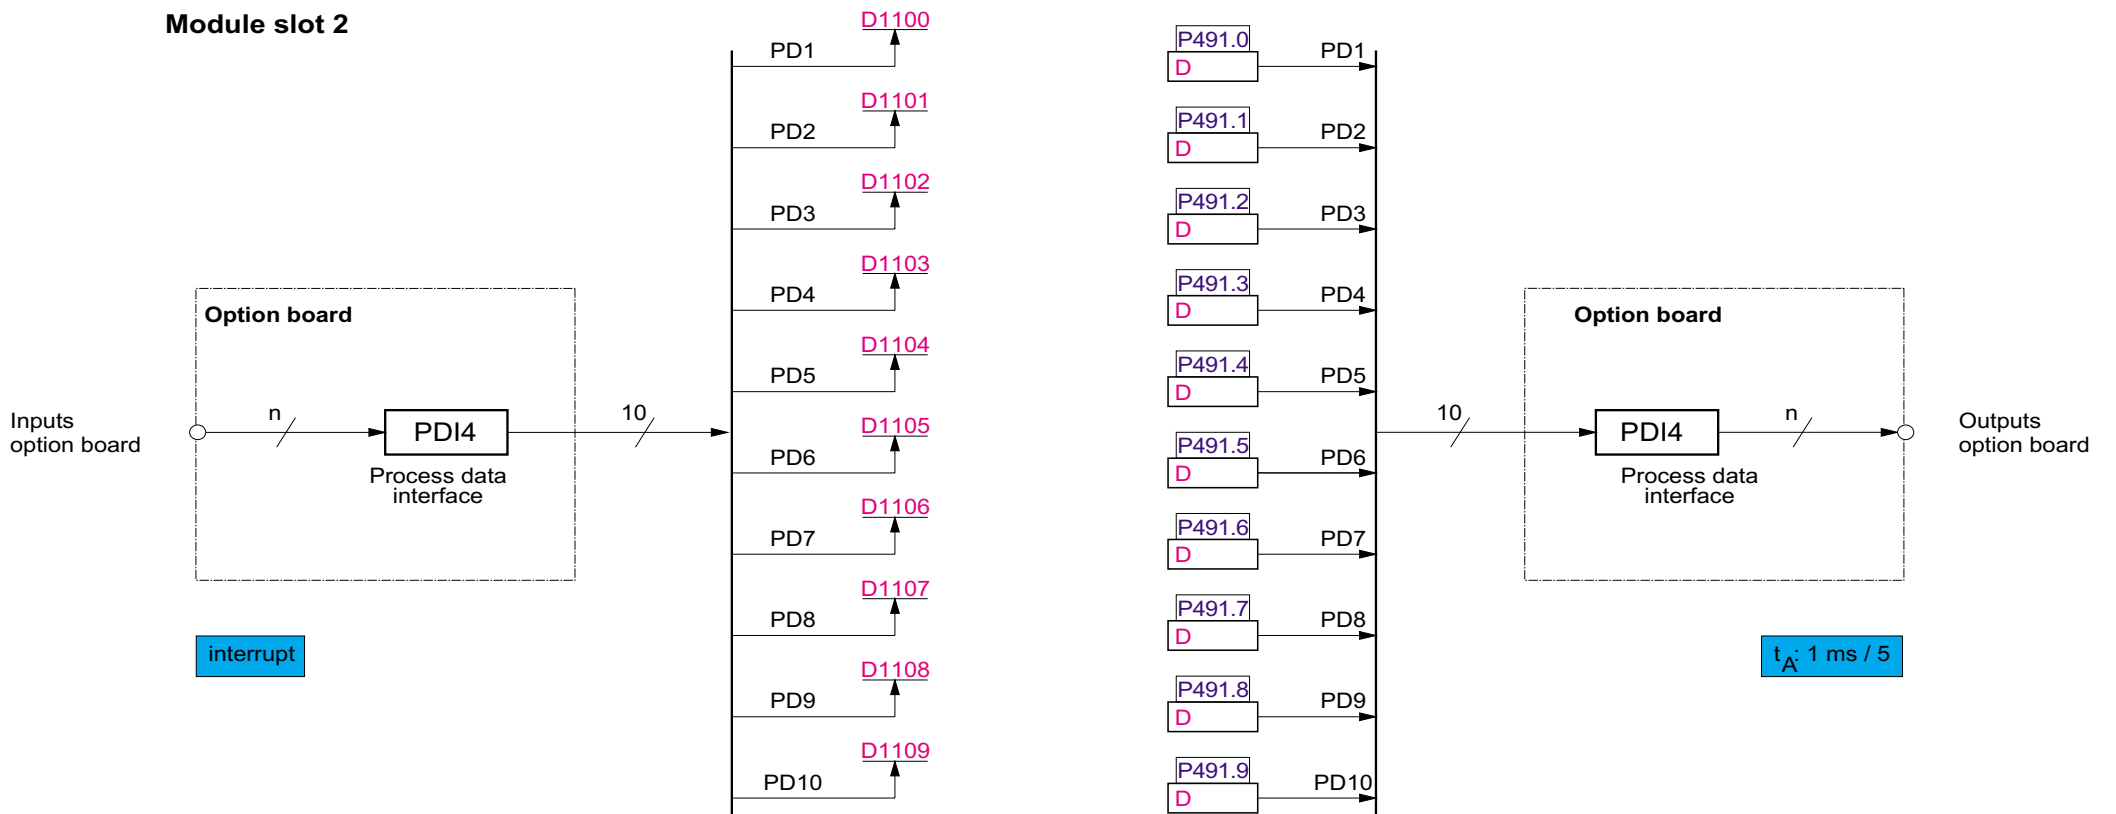 Module slot 2
Inputs
option board
Option board
n
PDI4
Process data
interface
10
interrupt
PD1
D1100
PD2
D1101
PD3
D1102
PD4
D1103
PD5
D1104
PD6
D1105
PD7
D1106
PD8
D1107
PD9
D1108
PD10
D1109
P491.0
D
PD1
P491.1
D
PD2
P491.2
D
PD3
P491.3
D
PD4
P491.4
D
PD5
P491.5
D
PD6
P491.6
D
PD7
P491.7
D
PD8
P491.8
D
PD9
P491.9
D
PD10
10
Option board
PDI4
n
Process data
interface
Outputs
option board
tA: 1 ms / 5